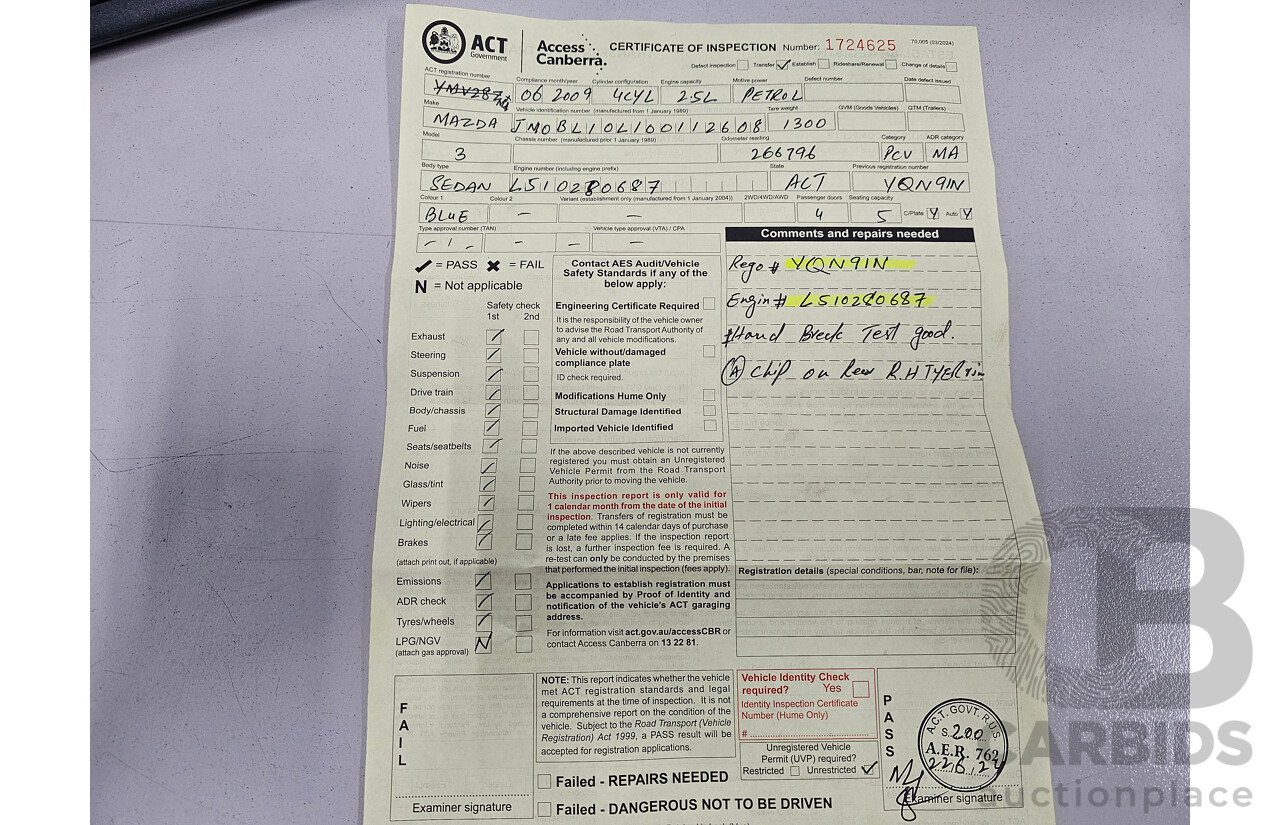 ACT Government
Access Canberra.
CERTIFICATE OF INSPECTION Number: 1724625 70,005 (03/2024)
Defect inspection Transfer ✓ Establish Rideshare/Renewal Change of details
ACT registration number Compliance month/year Cylinder configuration Engine capacity Motive power Defect number Date defect issued
YMV28Z 06 2009 4CYL 2.5L PETROL
Make Vehicle identification number (manufactured from 1 January 1989) Tare weight GVM (Goods Vehicles) GTM (Trailers)
MAZDA JM0BL10L100112608 1300
Model Chassis number (manufactured prior 1 January 1989) Odometer reading Category ADR category
3 266796 PCV MA
Body type Engine number (including engine prefix) State Previous registration number
SEDAN L510280687 ACT YQN91N
Colour 1 Colour 2 Variant (establishment only (manufactured from 1 January 2004)) 2WD/4WD/AWD Passenger doors Seating capacity
BLUE – – 4 5 C/Plate Y Auto Y
Type approval number (TAN) Vehicle type approval (VTA) / CPA
– / – – – –
✓ = PASS ✖ = FAIL
N = Not applicable
Safety check
1st 2nd
Exhaust /
Steering /
Suspension /
Drive train /
Body/chassis /
Fuel /
Seats/seatbelts /
Noise /
Glass/tint /
Wipers /
Lighting/electrical /
Brakes /
(attach print out, if applicable)
Emissions /
ADR check /
Tyres/wheels /
LPG/NGV N
(attach gas approval)
Contact AES Audit/Vehicle
Safety Standards if any of the
below apply:
Engineering Certificate Required
It is the responsibility of the vehicle owner
to advise the Road Transport Authority of
any and all vehicle modifications.
Vehicle without/damaged
compliance plate
ID check required.
Modifications Hume Only
Structural Damage Identified
Imported Vehicle Identified
If the above described vehicle is not currently
registered you must obtain an Unregistered
Vehicle Permit from the Road Transport
Authority prior to moving the vehicle.
This inspection report is only valid for
1 calendar month from the date of the initial
inspection. Transfers of registration must be
completed within 14 calendar days of purchase
or a late fee applies. If the inspection report
is lost, a further inspection fee is required. A
re-test can only be conducted by the premises
that performed the initial inspection (fees apply).
Applications to establish registration must
be accompanied by Proof of Identity and
notification of the vehicle's ACT garaging
address.
For information visit act.gov.au/accessCBR or
contact Access Canberra on 13 22 81.
Comments and repairs needed
Rego # YQN91N
Engin # L510280687
Hand Breck Test good.
(A) Chip on Rear R.H TYER rim
Registration details (special conditions, bar, note for file):
FAIL
Examiner signature
NOTE: This report indicates whether the vehicle
met ACT registration standards and legal
requirements at the time of inspection. It is not
a comprehensive report on the condition of the
vehicle. Subject to the Road Transport (Vehicle
Registration) Act 1999, a PASS result will be
accepted for registration applications.
Failed - REPAIRS NEEDED
Failed - DANGEROUS NOT TO BE DRIVEN
Vehicle Identity Check
required? Yes
Identity Inspection Certificate
Number (Hume Only)
#
Unregistered Vehicle
Permit (UVP) required?
Restricted Unrestricted ✓
PASS
A.C.T. GOVT. R.U.S
S. 200
A.E.R. 762
Examiner signature
CARBIDS
auctionplace